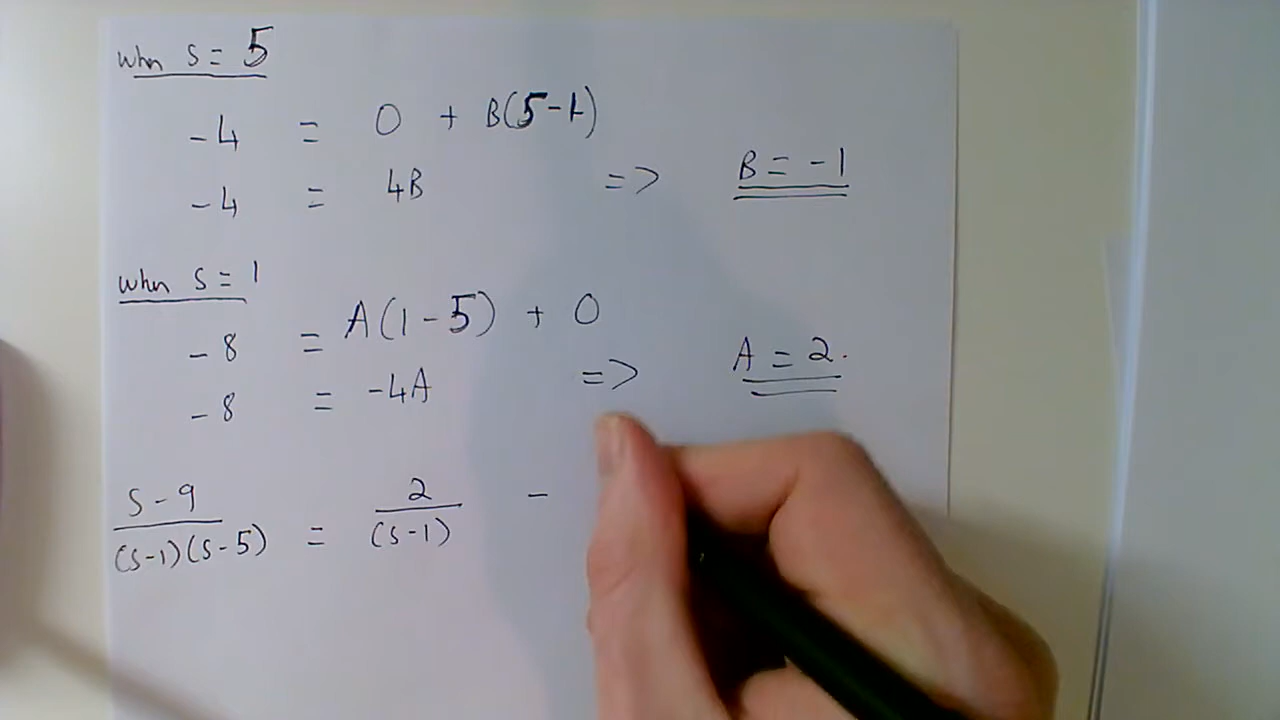 when s = 5
-4 = 0 + B(5-1)
-4 = 4B => B = -1
when s = 1
-8 = A(1-5) + 0
-8 = -4A => A = 2.
s-9 / (s-1)(s-5) = 2 / (s-1) -